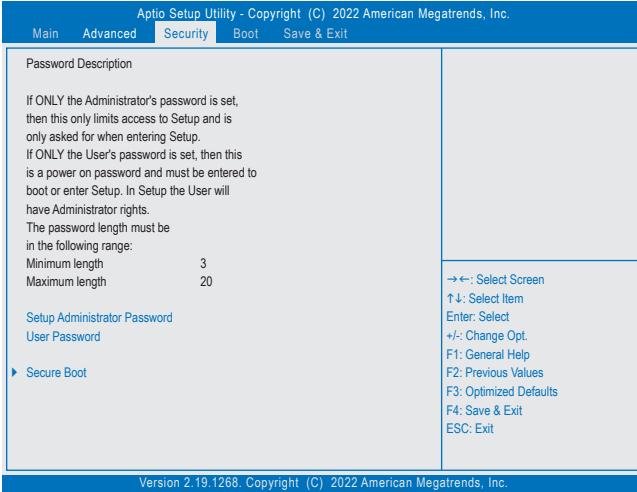 Aptio Setup Utility - Copyright (C) 2022 American Megatrends, Inc.
Main Advanced Security Boot Save & Exit
Password Description
If ONLY the Administrator's password is set,
then this only limits access to Setup and is
only asked for when entering Setup.
If ONLY the User's password is set, then this
is a power on password and must be entered to
boot or enter Setup. In Setup the User will
have Administrator rights.
The password length must be
in the following range:
Minimum length 3
Maximum length 20
Setup Administrator Password
User Password
Secure Boot
→←: Select Screen
↑↓: Select Item
Enter: Select
+/-: Change Opt.
F1: General Help
F2: Previous Values
F3: Optimized Defaults
F4: Save & Exit
ESC: Exit
Version 2.19.1268. Copyright (C) 2022 American Megatrends, Inc.